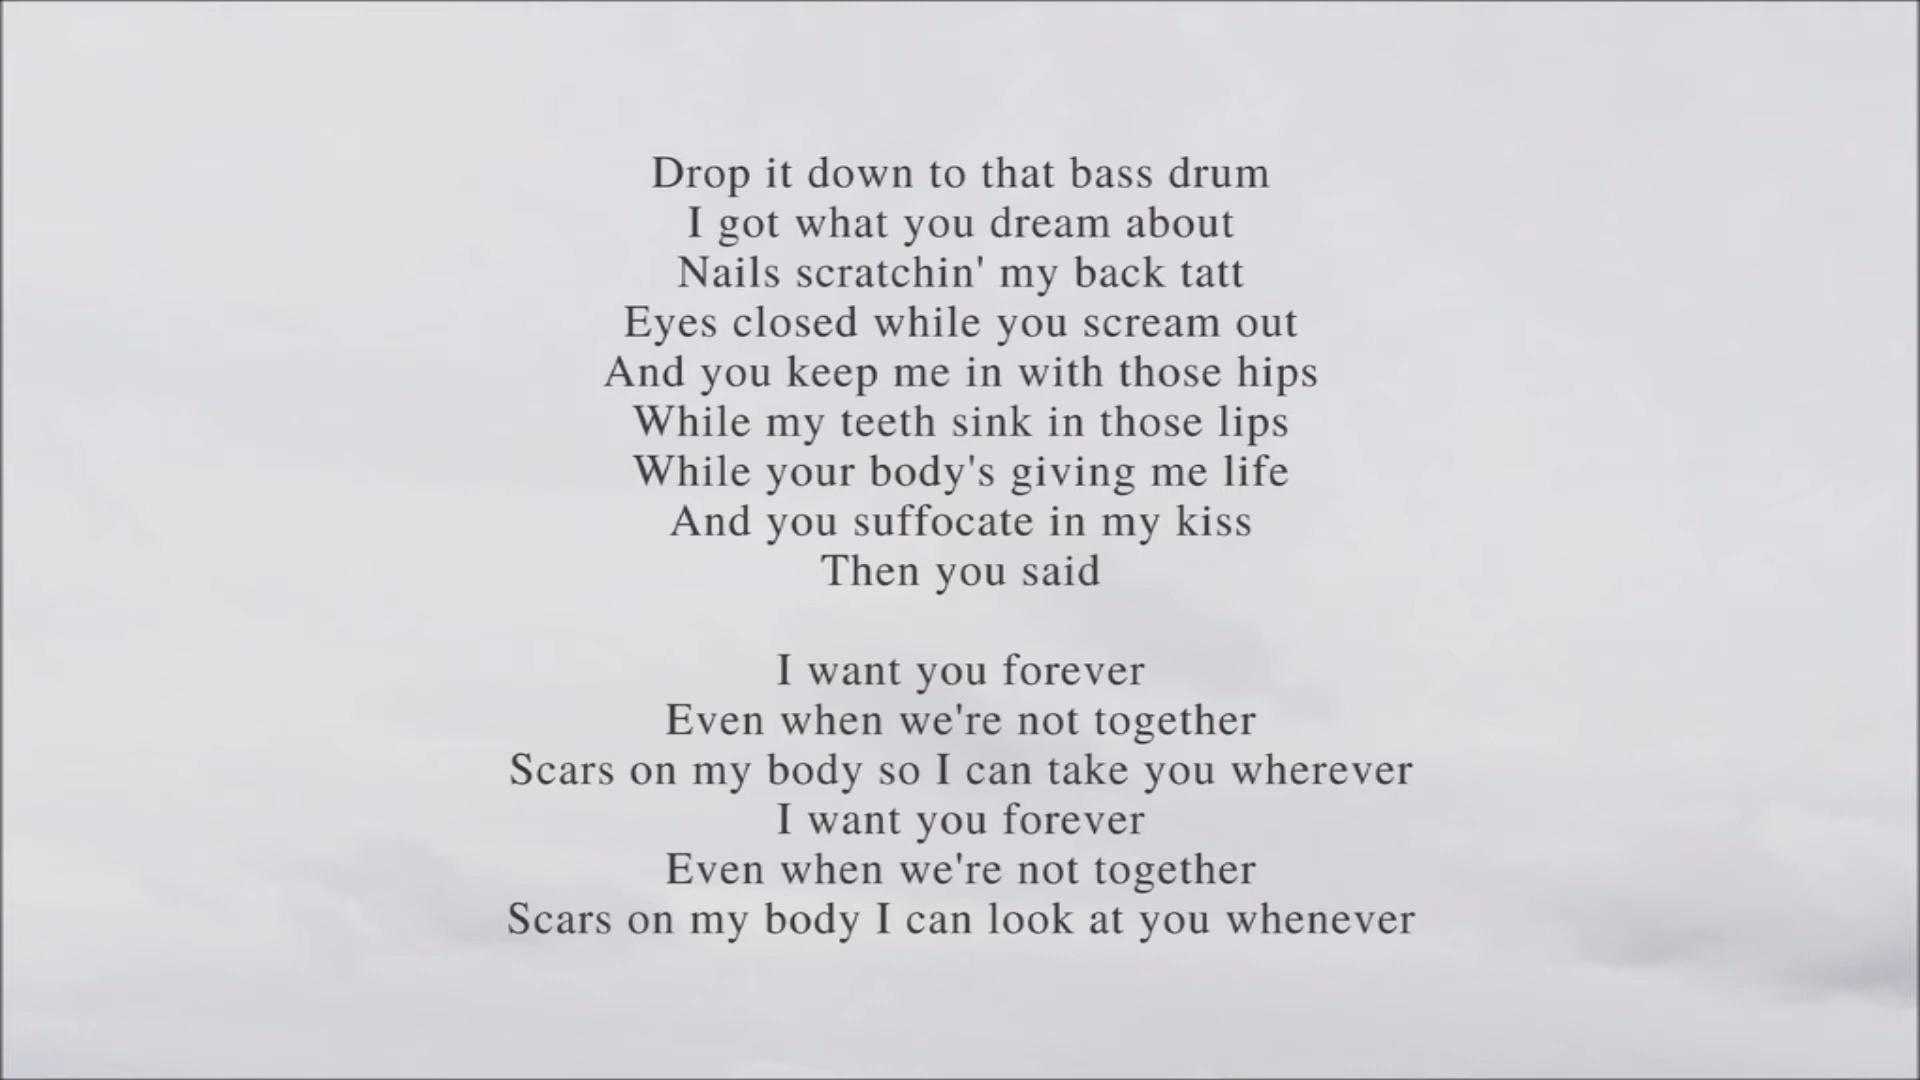 Drop it down to that bass drum
I got what you dream about
Nails scratchin' my back tatt
Eyes closed while you scream out
And you keep me in with those hips
While my teeth sink in those lips
While your body's giving me life
And you suffocate in my kiss
Then you said
I want you forever
Even when we're not together
Scars on my body so I can take you wherever
I want you forever
Even when we're not together
Scars on my body I can look at you whenever